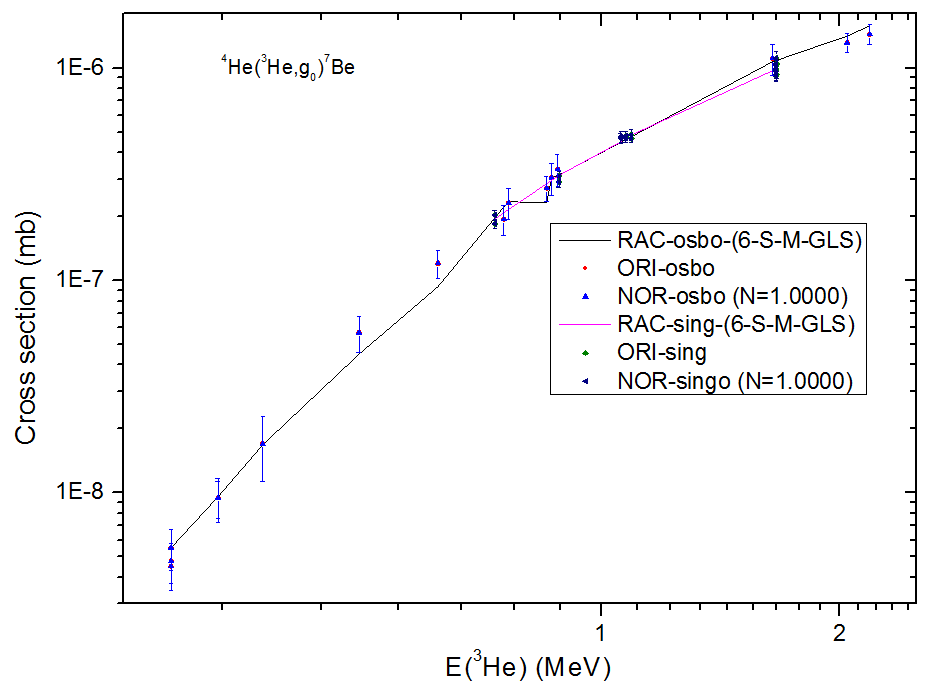 ⁴He(³He,g₀)⁷Be
1E-6
1E-7
1E-8
Cross section (mb)
RAC-osbo-(6-S-M-GLS)
ORI-osbo
NOR-osbo (N=1.0000)
RAC-sing-(6-S-M-GLS)
ORI-sing
NOR-singo (N=1.0000)
1
2
E(³He) (MeV)